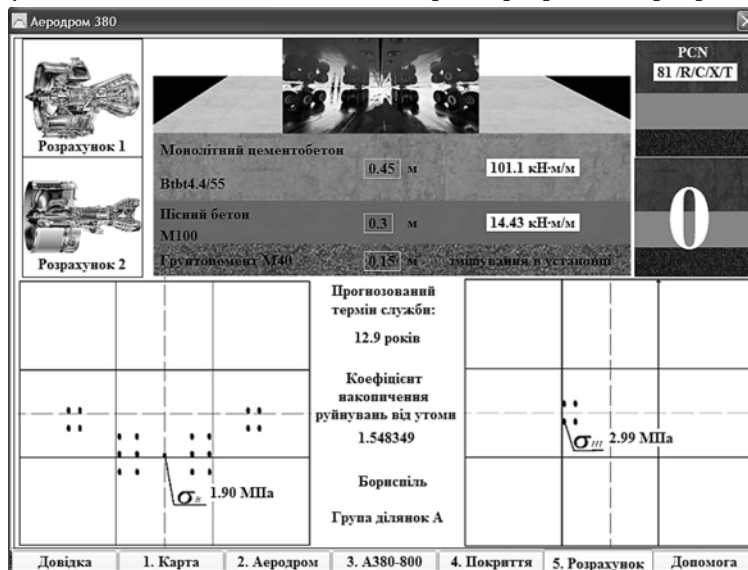 Аеродром 380
Розрахунок 1
Розрахунок 2
Монолітний цементобетон
Btbt4.4/55
0.45 м
101.1 кН·м/м
Пісний бетон
М100
0.3 м
14.43 кН·м/м
Грунтоцемент М40
0.15 м
змішування в установці
PCN
81 /R/C/X/T
0
Прогнозований
термін служби:
12.9 років
Коефіцієнт
накопичення
руйнувань від утоми
1.548349
Бориспіль
Група ділянок А
σв 1.90 МПа
σт 2.99 МПа
Довідка
1. Карта
2. Аеродром
3. А380-800
4. Покриття
5. Розрахунок
Допомога